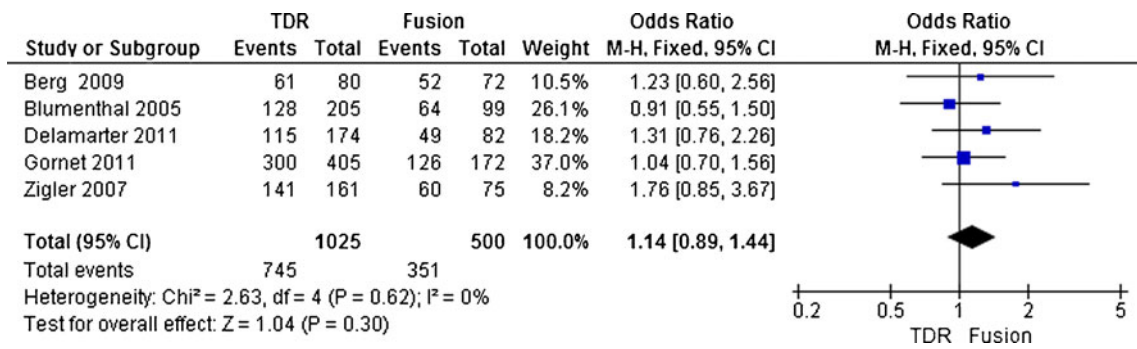 TDR Fusion Odds Ratio Odds Ratio
Study or Subgroup Events Total Events Total Weight M-H, Fixed, 95% CI M-H, Fixed, 95% CI
Berg 2009 61 80 52 72 10.5% 1.23 [0.60, 2.56]
Blumenthal 2005 128 205 64 99 26.1% 0.91 [0.55, 1.50]
Delamarter 2011 115 174 49 82 18.2% 1.31 [0.76, 2.26]
Gornet 2011 300 405 126 172 37.0% 1.04 [0.70, 1.56]
Zigler 2007 141 161 60 75 8.2% 1.76 [0.85, 3.67]
Total (95% CI) 1025 500 100.0% 1.14 [0.89, 1.44]
Total events 745 351
Heterogeneity: Chi² = 2.63, df = 4 (P = 0.62); I² = 0%
Test for overall effect: Z = 1.04 (P = 0.30)
0.2 0.5 1 2 5
TDR Fusion